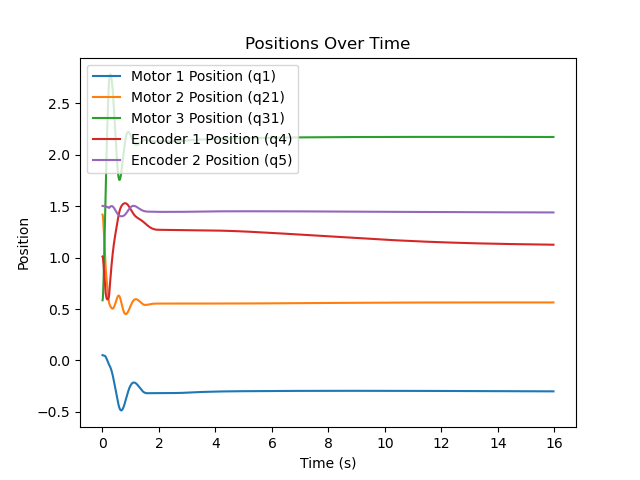 Positions Over Time
Motor 1 Position (q1)
Motor 2 Position (q21)
Motor 3 Position (q31)
Encoder 1 Position (q4)
Encoder 2 Position (q5)
2.5
2.0
1.5
1.0
0.5
0.0
−0.5
Position
0 2 4 6 8 10 12 14 16
Time (s)